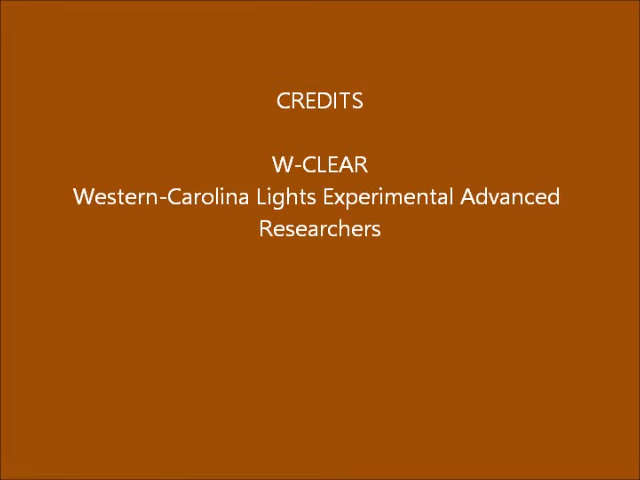 CREDITS
W-CLEAR
Western-Carolina Lights Experimental Advanced
Researchers